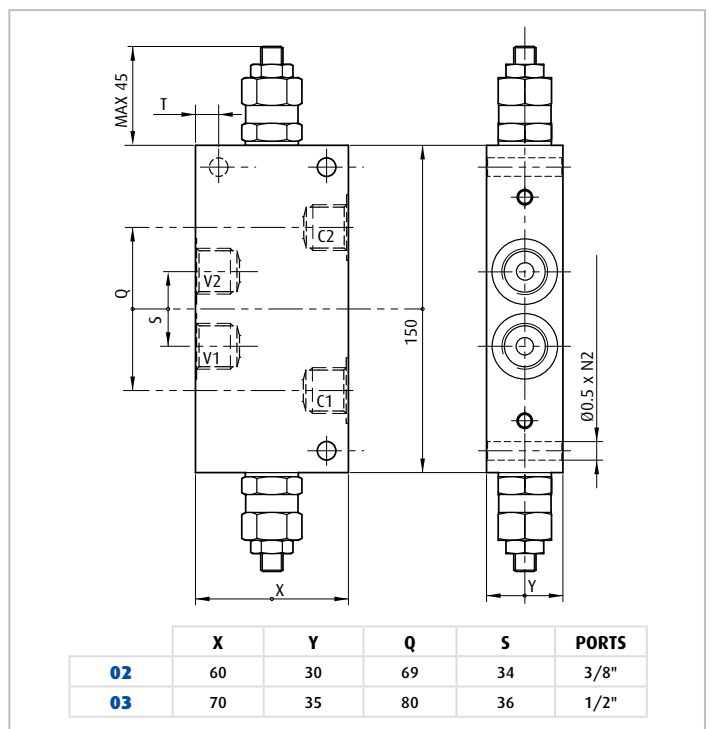 MAX 45
T
C2
V2
Q
S
150
V1
C1
Ø0.5 x N2
X
Y
X Y Q S PORTS
02 60 30 69 34 3/8"
03 70 35 80 36 1/2"